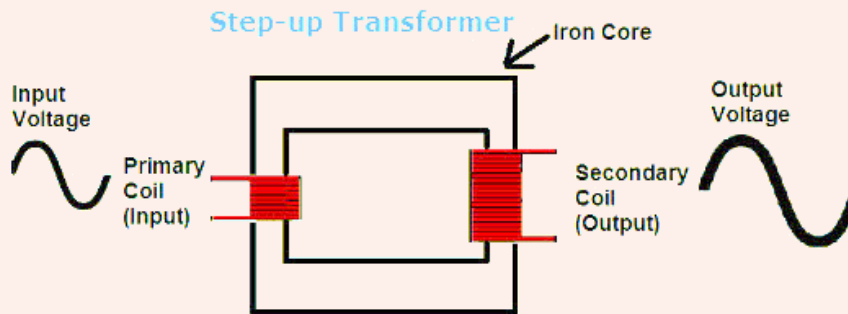 Step-up Transformer
Iron Core
Input
Voltage
Output
Voltage
Primary
Coil
(Input)
Secondary
Coil
(Output)